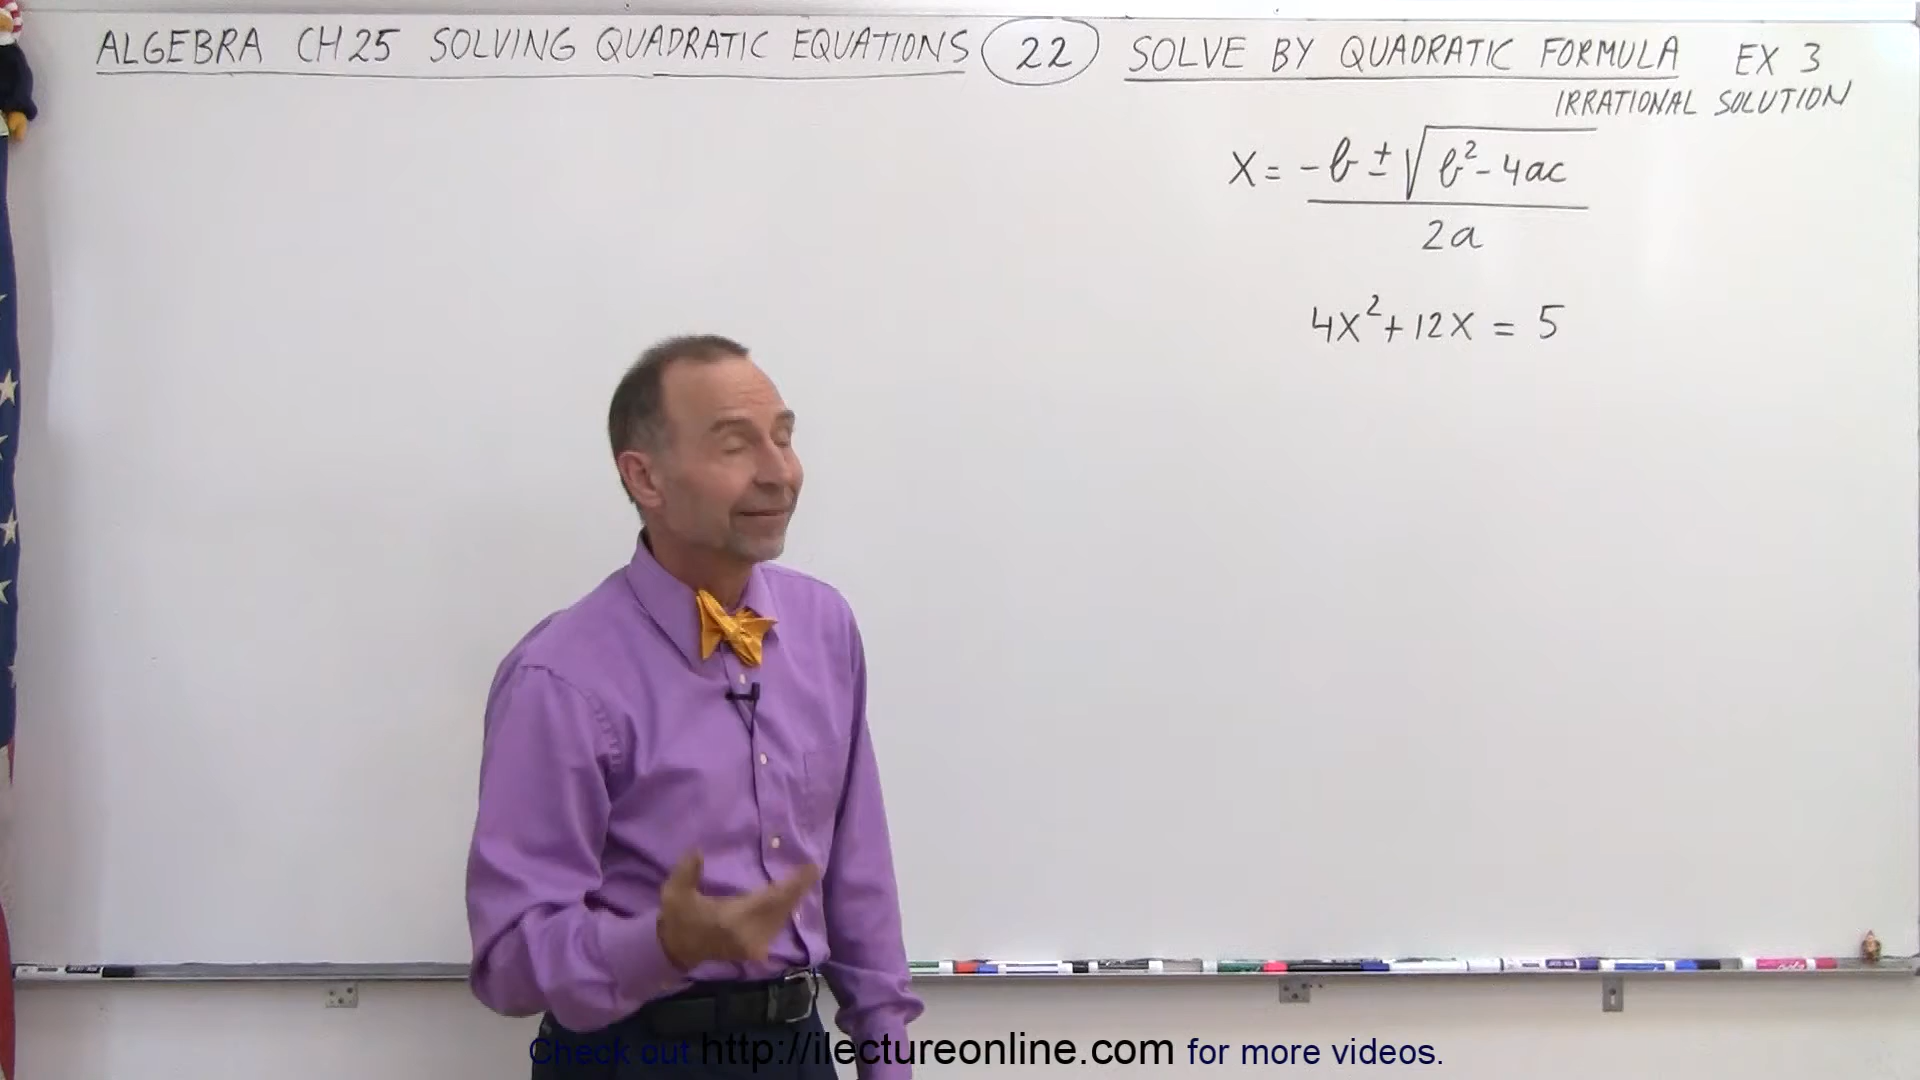 ALGEBRA CH25 SOLVING QUADRATIC EQUATIONS 22 SOLVE BY QUADRATIC FORMULA EX 3
IRRATIONAL SOLUTION
X = -b ± √(b² - 4ac) / 2a
4X² + 12X = 5
Check out http://ilectureonline.com for more videos.